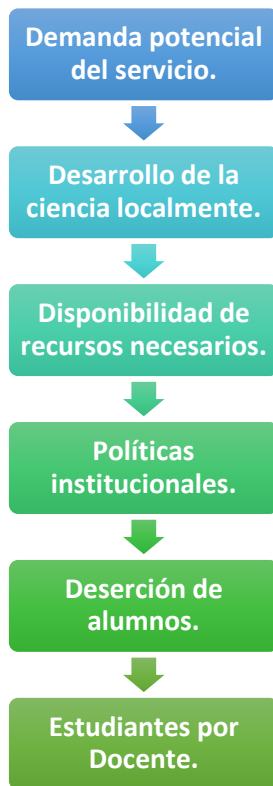 Demanda potencial
del servicio.
Desarrollo de la
ciencia localmente.
Disponibilidad de
recursos necesarios.
Políticas
institucionales.
Deserción de
alumnos.
Estudiantes por
Docente.